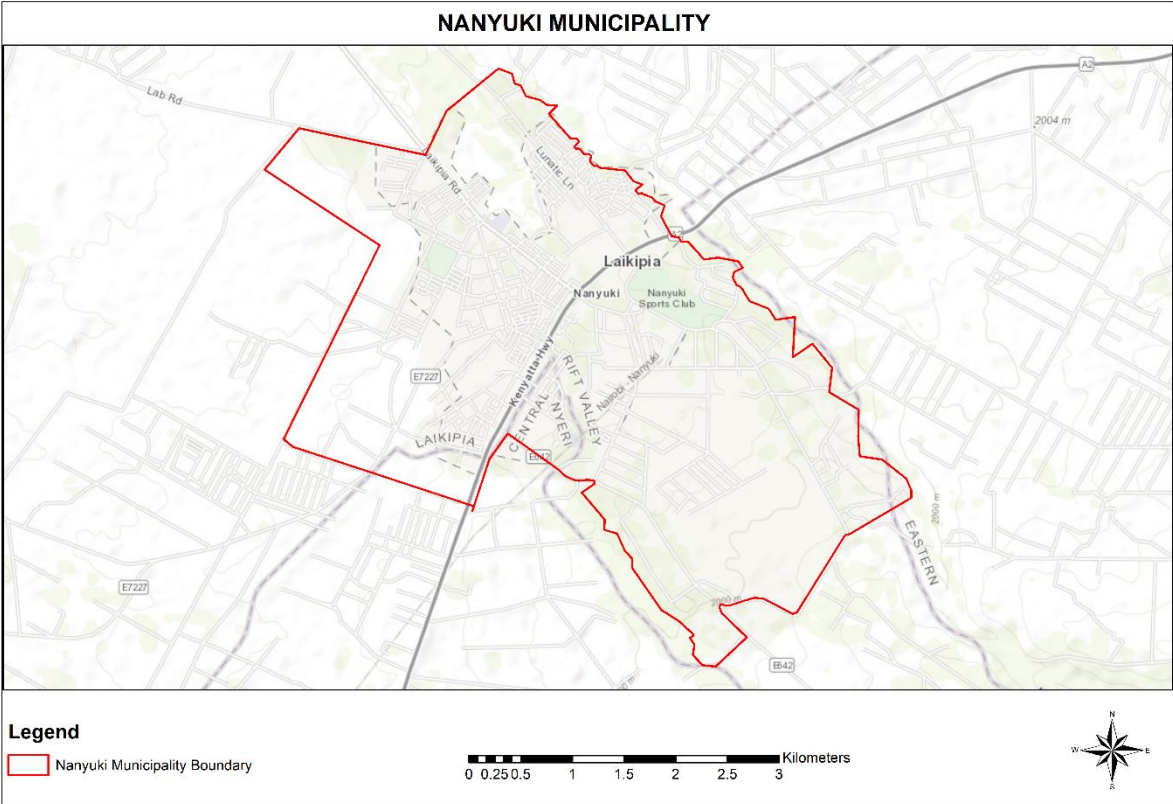 NANYUKI MUNICIPALITY
A2
Lab Rd
2004 m
Laikipia Rd
Lunatic Ln
A2
Laikipia
Nanyuki
Nanyuki
Sports Club
Kenyatta Hwy
RIFT VALLEY
Nairobi - Nanyuki
E7227
CENTRAL
NYERI
LAIKIPIA
E642
2000 m
EASTERN
E7227
2000 m
E642
Legend
Nanyuki Municipality Boundary
0 0.25 0.5 1 1.5 2 2.5 3
Kilometers
N
W E
S